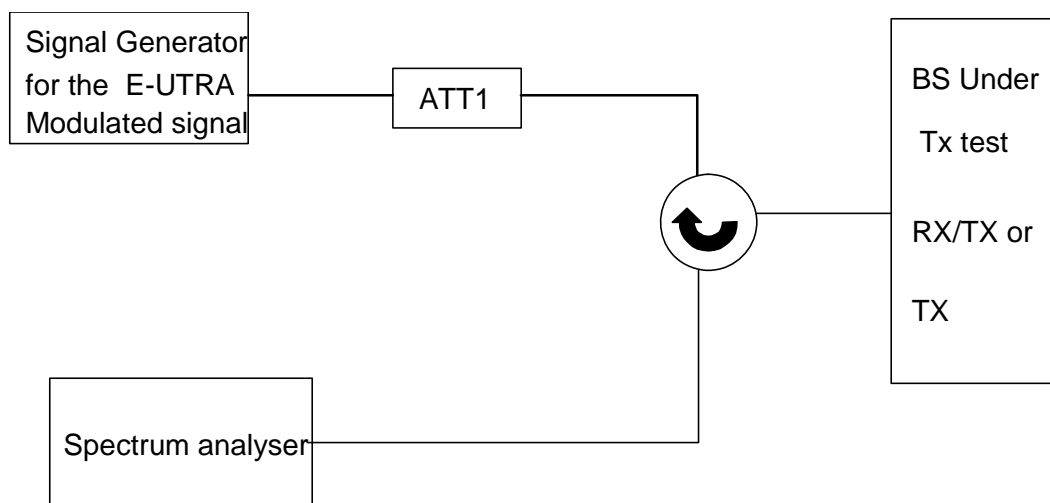 Signal Generator
for the E-UTRA
Modulated signal
ATT1
BS Under
Tx test
RX/TX or
TX
Spectrum analyser